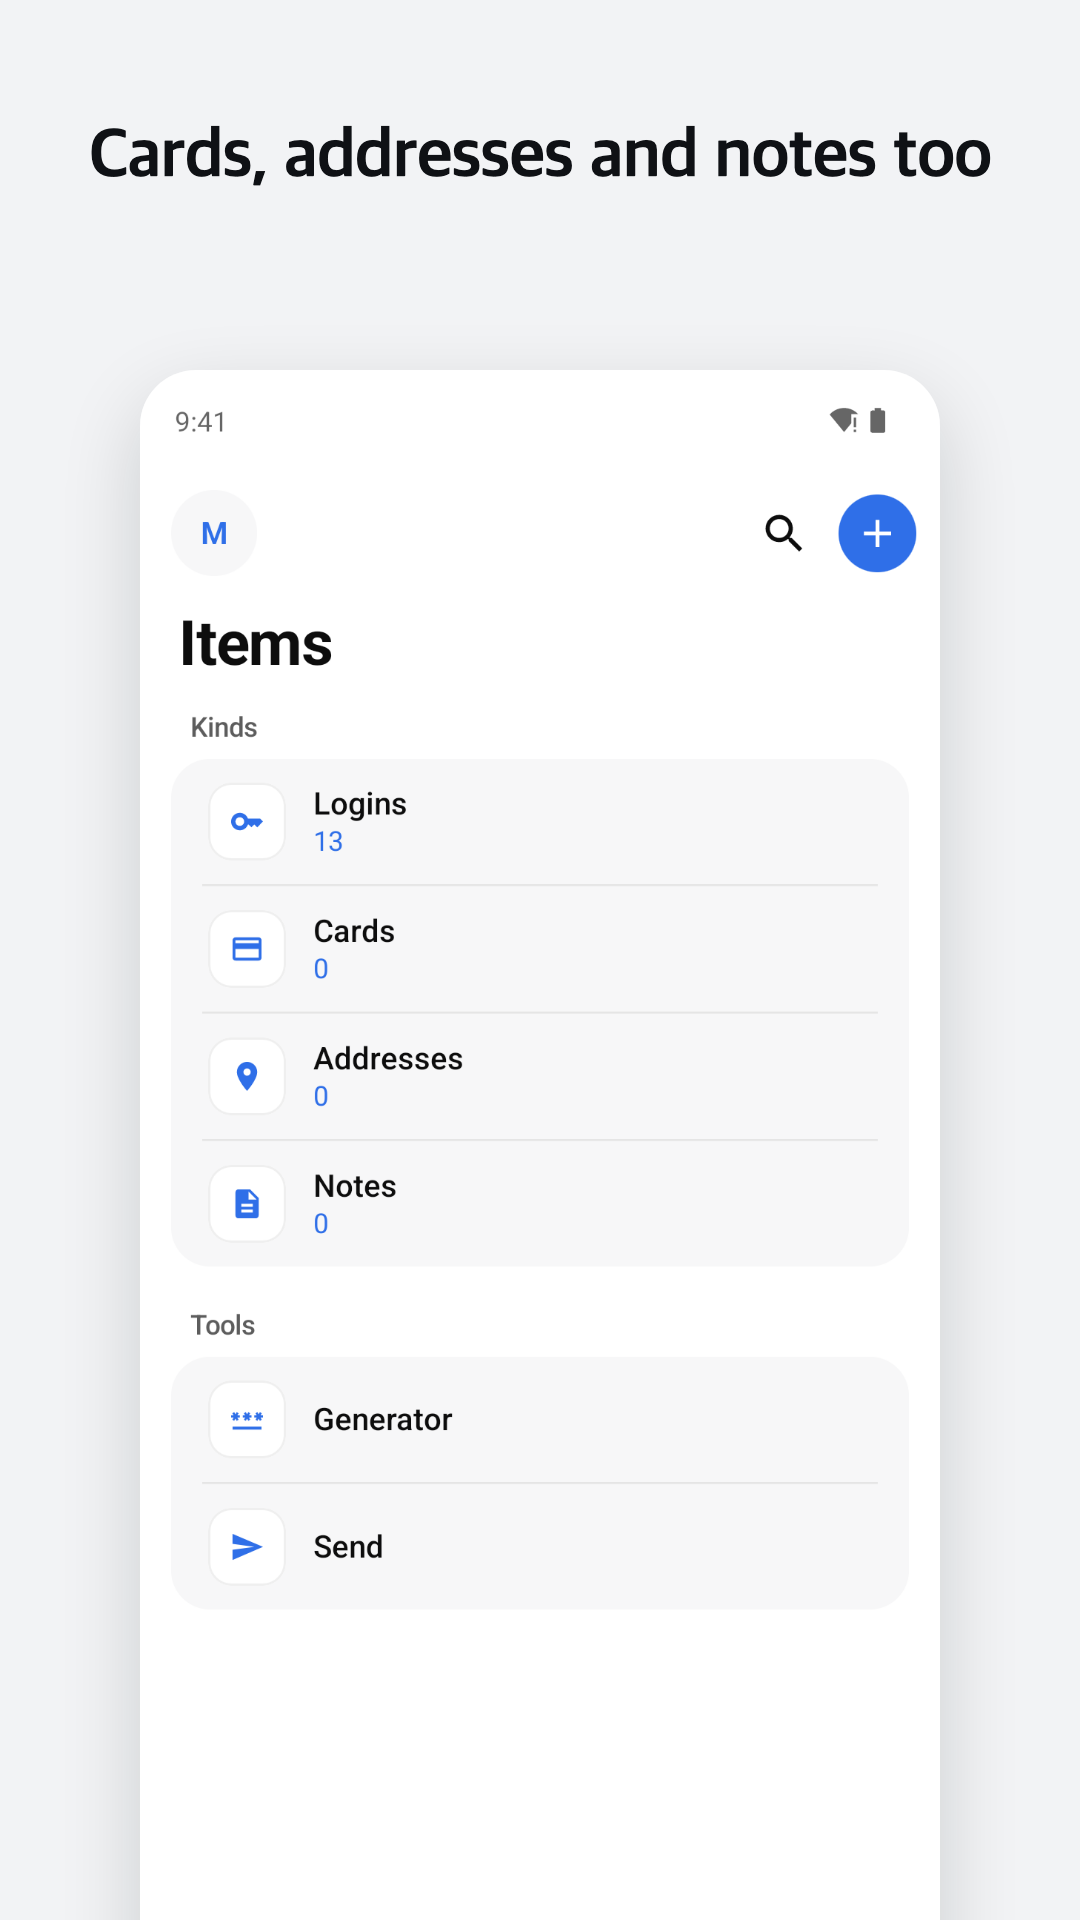 Cards, addresses and notes too
9:41
M
Items
Kinds
Logins
13
Cards
0
Addresses
0
Notes
0
Tools
Generator
Send